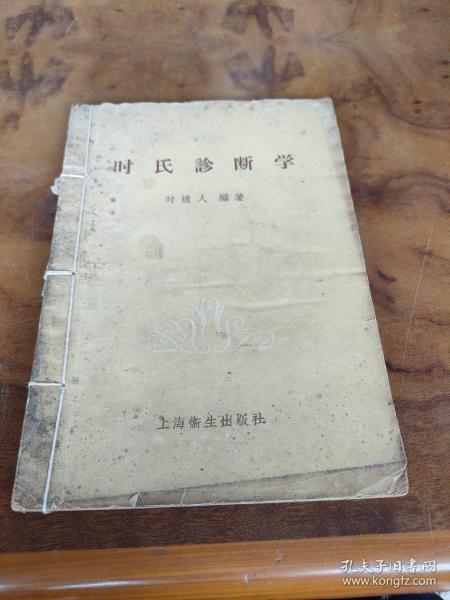 时氏診断学
时逸人 編著
上海衛生出版社
孔夫子旧书网
www.kongfz.com